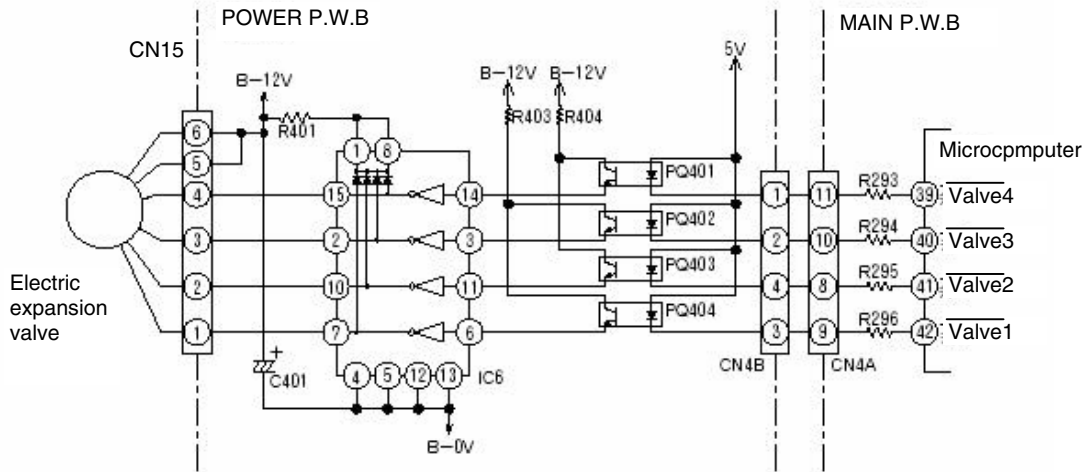 POWER P.W.B
MAIN P.W.B
CN15
5V
B-12V
B-12V B-12V
R401
R403 R404
6
5
4
3
2
1
1 8
15 14
2 3
10 11
7 6
4 5 12 13
IC6
C401
+
B-0V
PQ401
PQ402
PQ403
PQ404
1
2
4
3
CN4B
11
10
8
9
CN4A
R293
R294
R295
R296
Microcpmputer
39 Valve4
40 Valve3
41 Valve2
42 Valve1
Electric
expansion
valve